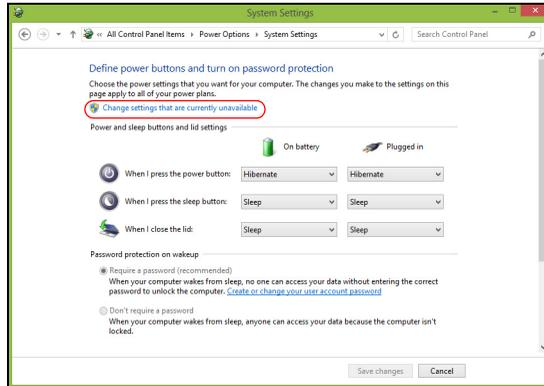 System Settings
« All Control Panel Items › Power Options › System Settings
Search Control Panel
Define power buttons and turn on password protection
Choose the power settings that you want for your computer. The changes you make to the settings on this
page apply to all of your power plans.
Change settings that are currently unavailable
Power and sleep buttons and lid settings
On battery Plugged in
When I press the power button: Hibernate Hibernate
When I press the sleep button: Sleep Sleep
When I close the lid: Sleep Sleep
Password protection on wakeup
Require a password (recommended)
When your computer wakes from sleep, no one can access your data without entering the correct
password to unlock the computer. Create or change your user account password
Don't require a password
When your computer wakes from sleep, anyone can access your data because the computer isn't
locked.
Save changes Cancel